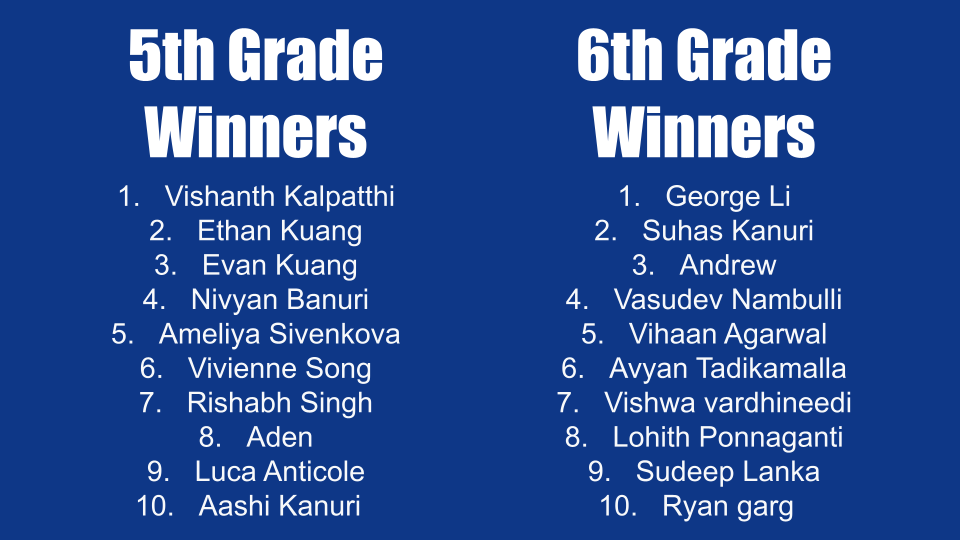 5th Grade
Winners
1. Vishanth Kalpatthi
2. Ethan Kuang
3. Evan Kuang
4. Nivyan Banuri
5. Ameliya Sivenkova
6. Vivienne Song
7. Rishabh Singh
8. Aden
9. Luca Anticole
10. Aashi Kanuri
6th Grade
Winners
1. George Li
2. Suhas Kanuri
3. Andrew
4. Vasudev Nambulli
5. Vihaan Agarwal
6. Avyan Tadikamalla
7. Vishwa vardhineedi
8. Lohith Ponnaganti
9. Sudeep Lanka
10. Ryan garg